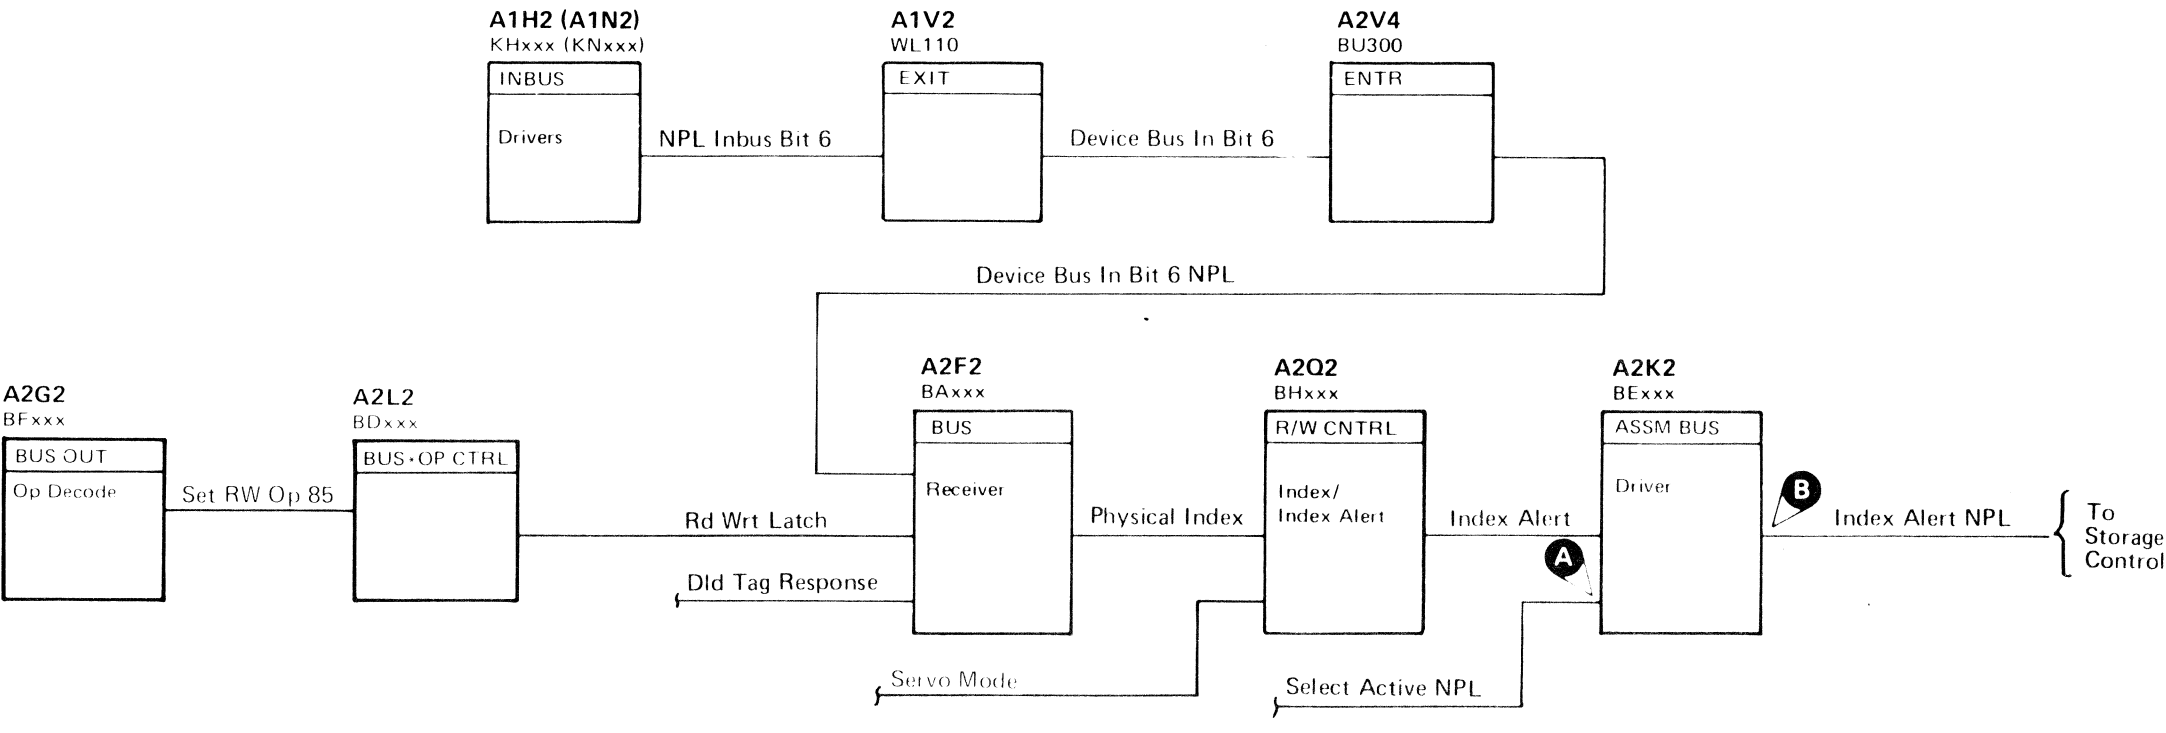 A1H2 (A1N2)
KHxxx (KNxxx)
INBUS
Drivers
NPL Inbus Bit 6
A1V2
WL110
EXIT
Device Bus In Bit 6
A2V4
BU300
ENTR
Device Bus In Bit 6 NPL
A2G2
BFxxx
BUS OUT
Op Decode
Set RW Op 85
A2L2
BDxxx
BUS•OP CTRL
Rd Wrt Latch
Dld Tag Response
A2F2
BAxxx
BUS
Receiver
Physical Index
Servo Mode
A2Q2
BHxxx
R/W CNTRL
Index/
Index Alert
Index Alert
A
Select Active NPL
A2K2
BExxx
ASSM BUS
Driver
B
Index Alert NPL
To
Storage
Control